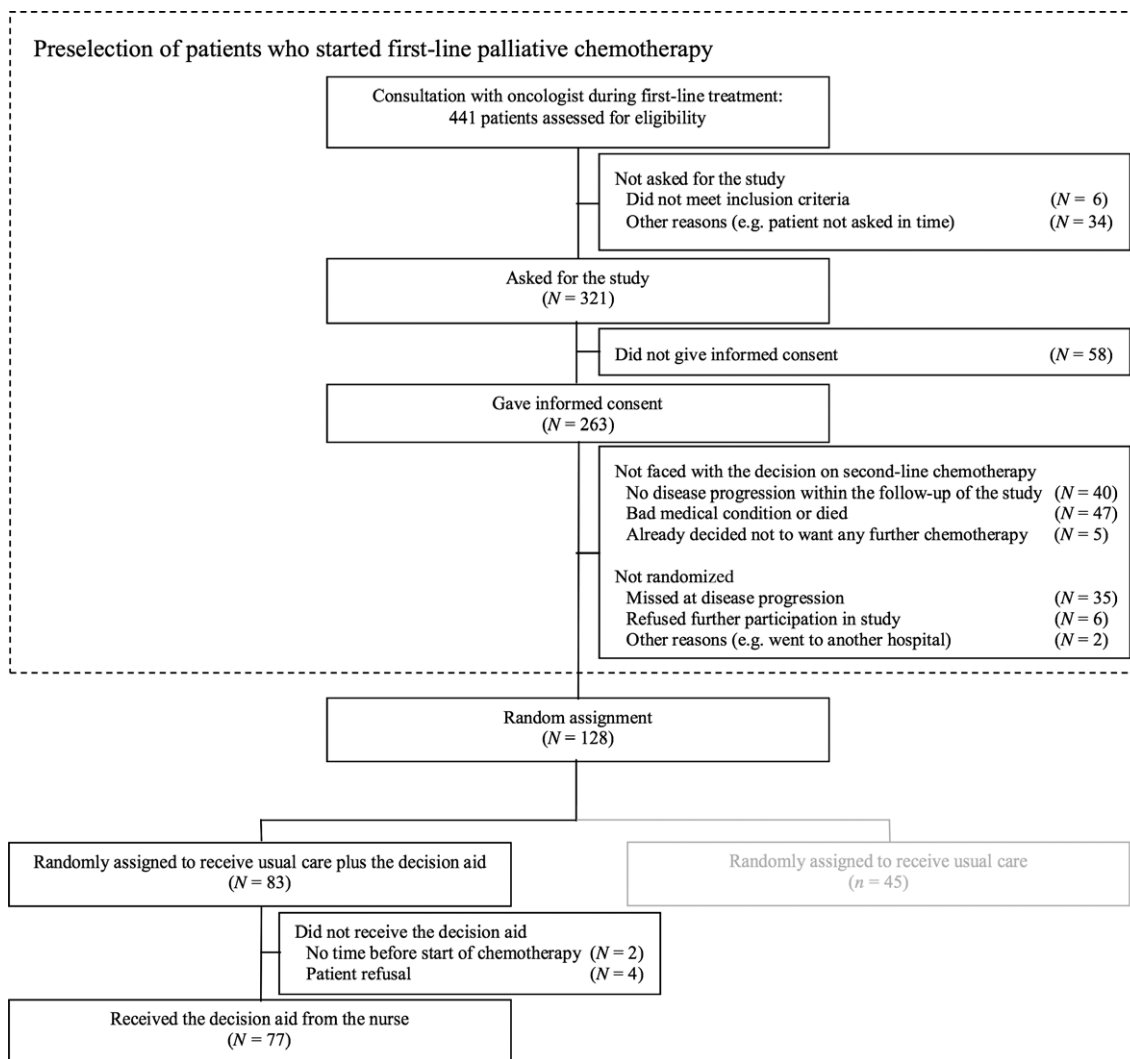 Preselection of patients who started first-line palliative chemotherapy
Consultation with oncologist during first-line treatment:
441 patients assessed for eligibility
Not asked for the study
Did not meet inclusion criteria (N = 6)
Other reasons (e.g. patient not asked in time) (N = 34)
Asked for the study
(N = 321)
Did not give informed consent (N = 58)
Gave informed consent
(N = 263)
Not faced with the decision on second-line chemotherapy
No disease progression within the follow-up of the study (N = 40)
Bad medical condition or died (N = 47)
Already decided not to want any further chemotherapy (N = 5)
Not randomized
Missed at disease progression (N = 35)
Refused further participation in study (N = 6)
Other reasons (e.g. went to another hospital) (N = 2)
Random assignment
(N = 128)
Randomly assigned to receive usual care plus the decision aid
(N = 83)
Randomly assigned to receive usual care
(n = 45)
Did not receive the decision aid
No time before start of chemotherapy (N = 2)
Patient refusal (N = 4)
Received the decision aid from the nurse
(N = 77)